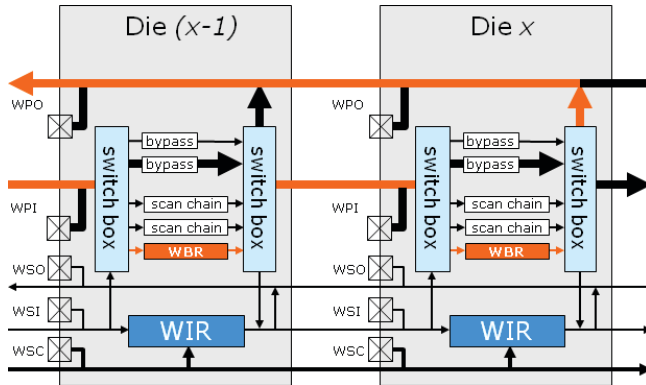 Die (x-1)
Die x
WPO
WPO
bypass
bypass
bypass
bypass
switch box
switch box
switch box
switch box
WPI
WPI
scan chain
scan chain
scan chain
scan chain
WBR
WBR
WSO
WSO
WSI
WSI
WIR
WIR
WSC
WSC